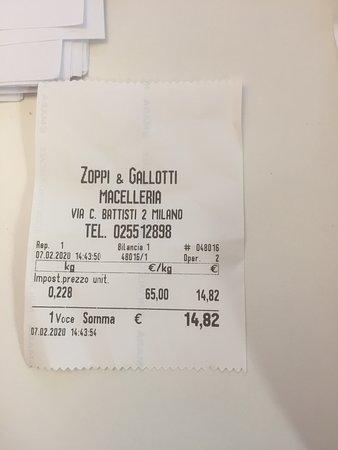 ZOPPI & GALLOTTI
MACELLERIA
VIA C. BATTISTI 2 MILANO
TEL. 025512898
Rep. 1 Bilancia 1 # 048016
07.02.2020 14:43:50 48016/1 Oper. 2
kg €/kg €
Impost.prezzo unit.
0,228 65,00 14,82
1 Voce Somma € 14,82
07.02.2020 14:43:54